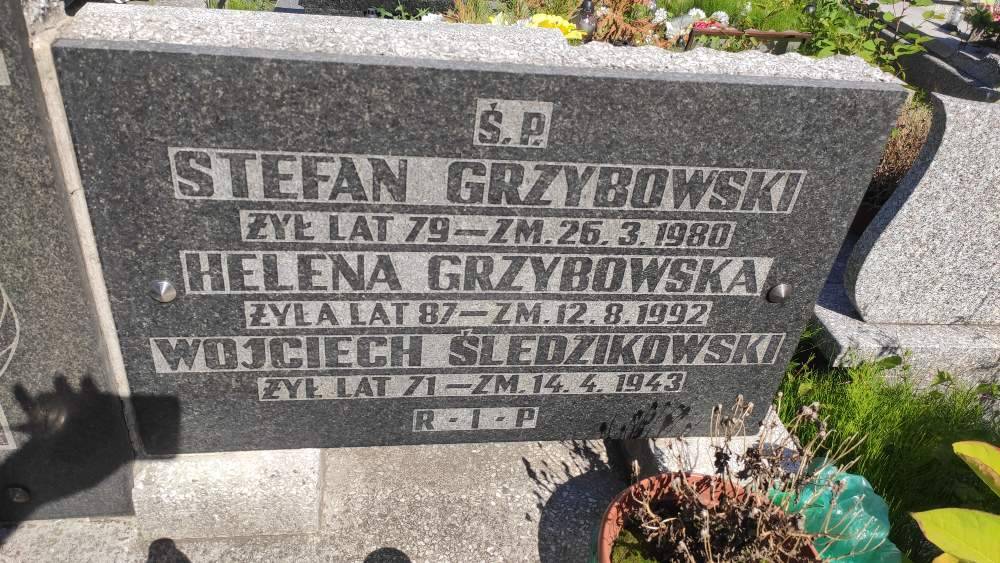 Ś.P.
STEFAN GRZYBOWSKI
ŻYŁ LAT 79 — ZM. 26. 3. 1980
HELENA GRZYBOWSKA
ŻYŁA LAT 87 — ZM. 12. 8. 1992
WOJCIECH ŚLEDZIKOWSKI
ŻYŁ LAT 71 — ZM. 14. 4. 1943
R - I - P